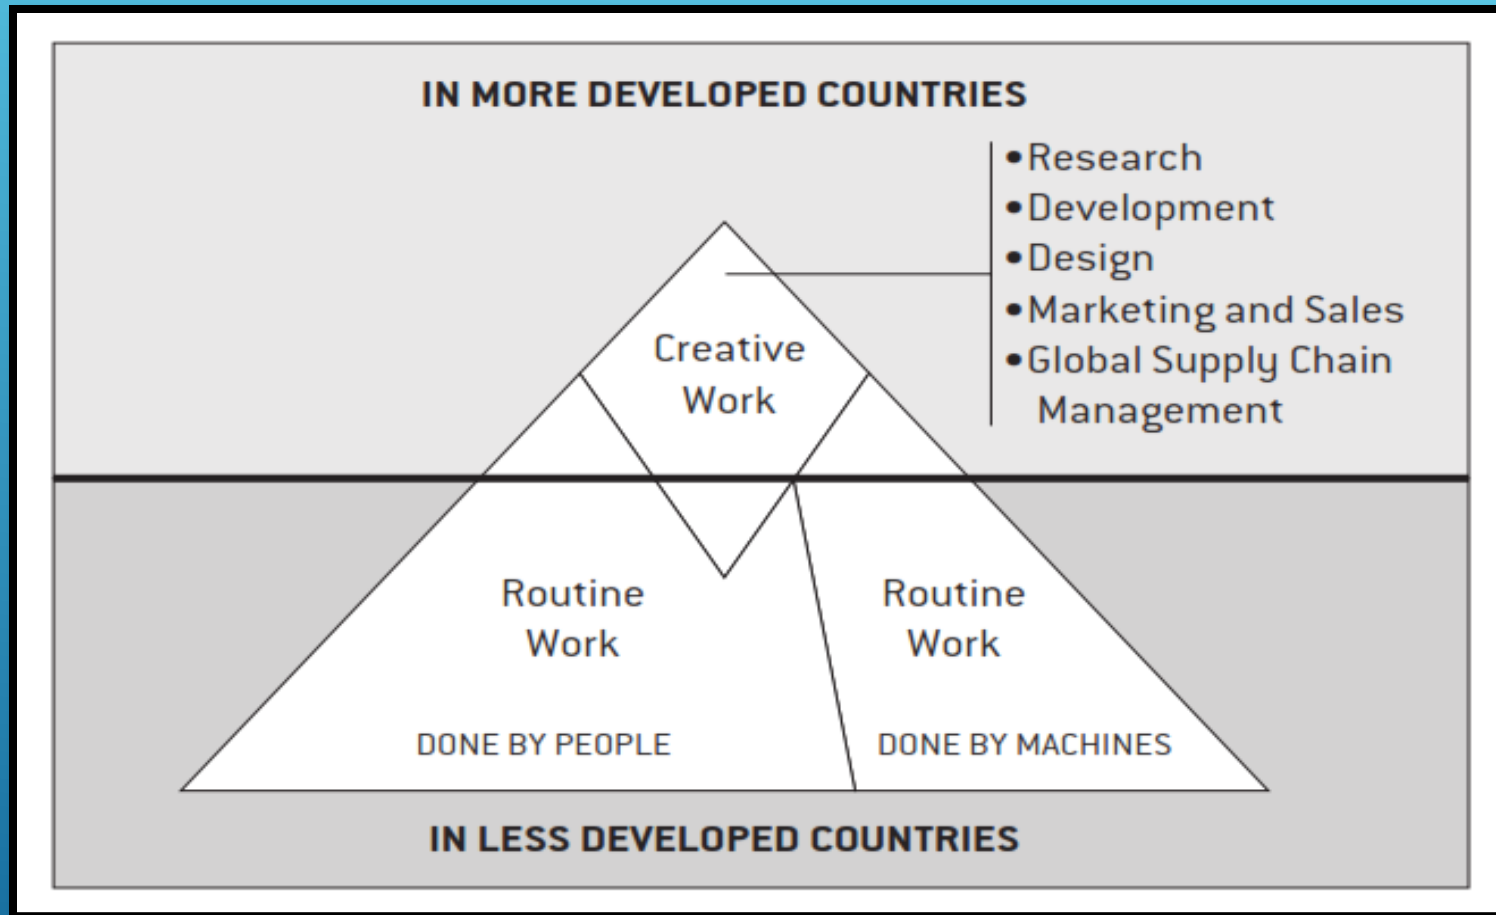 IN MORE DEVELOPED COUNTRIES
•Research
•Development
•Design
•Marketing and Sales
•Global Supply Chain
Management
Creative
Work
Routine
Work
DONE BY PEOPLE
Routine
Work
DONE BY MACHINES
IN LESS DEVELOPED COUNTRIES